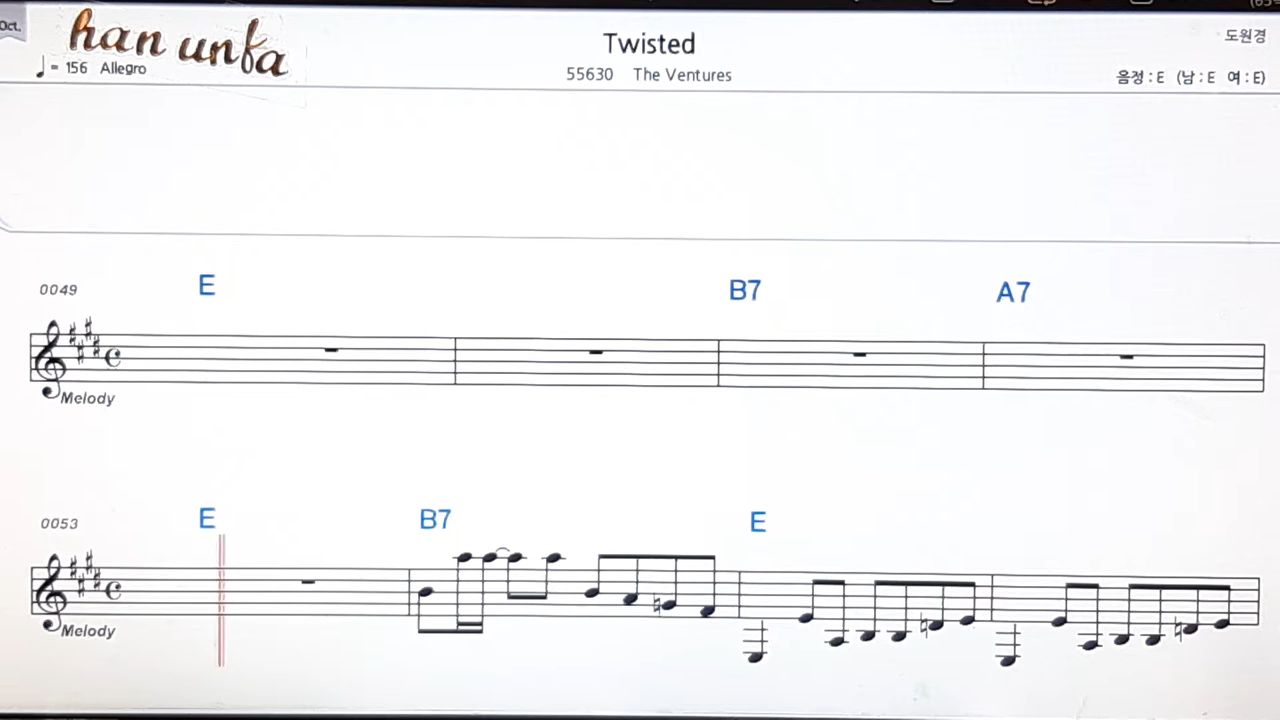 Oct.
han unfa
Twisted
도원경
♩= 156 Allegro
55630 The Ventures
음정 : E (남 : E 여 : E)
0049
E B7 A7
Melody
0053
E B7 E
Melody